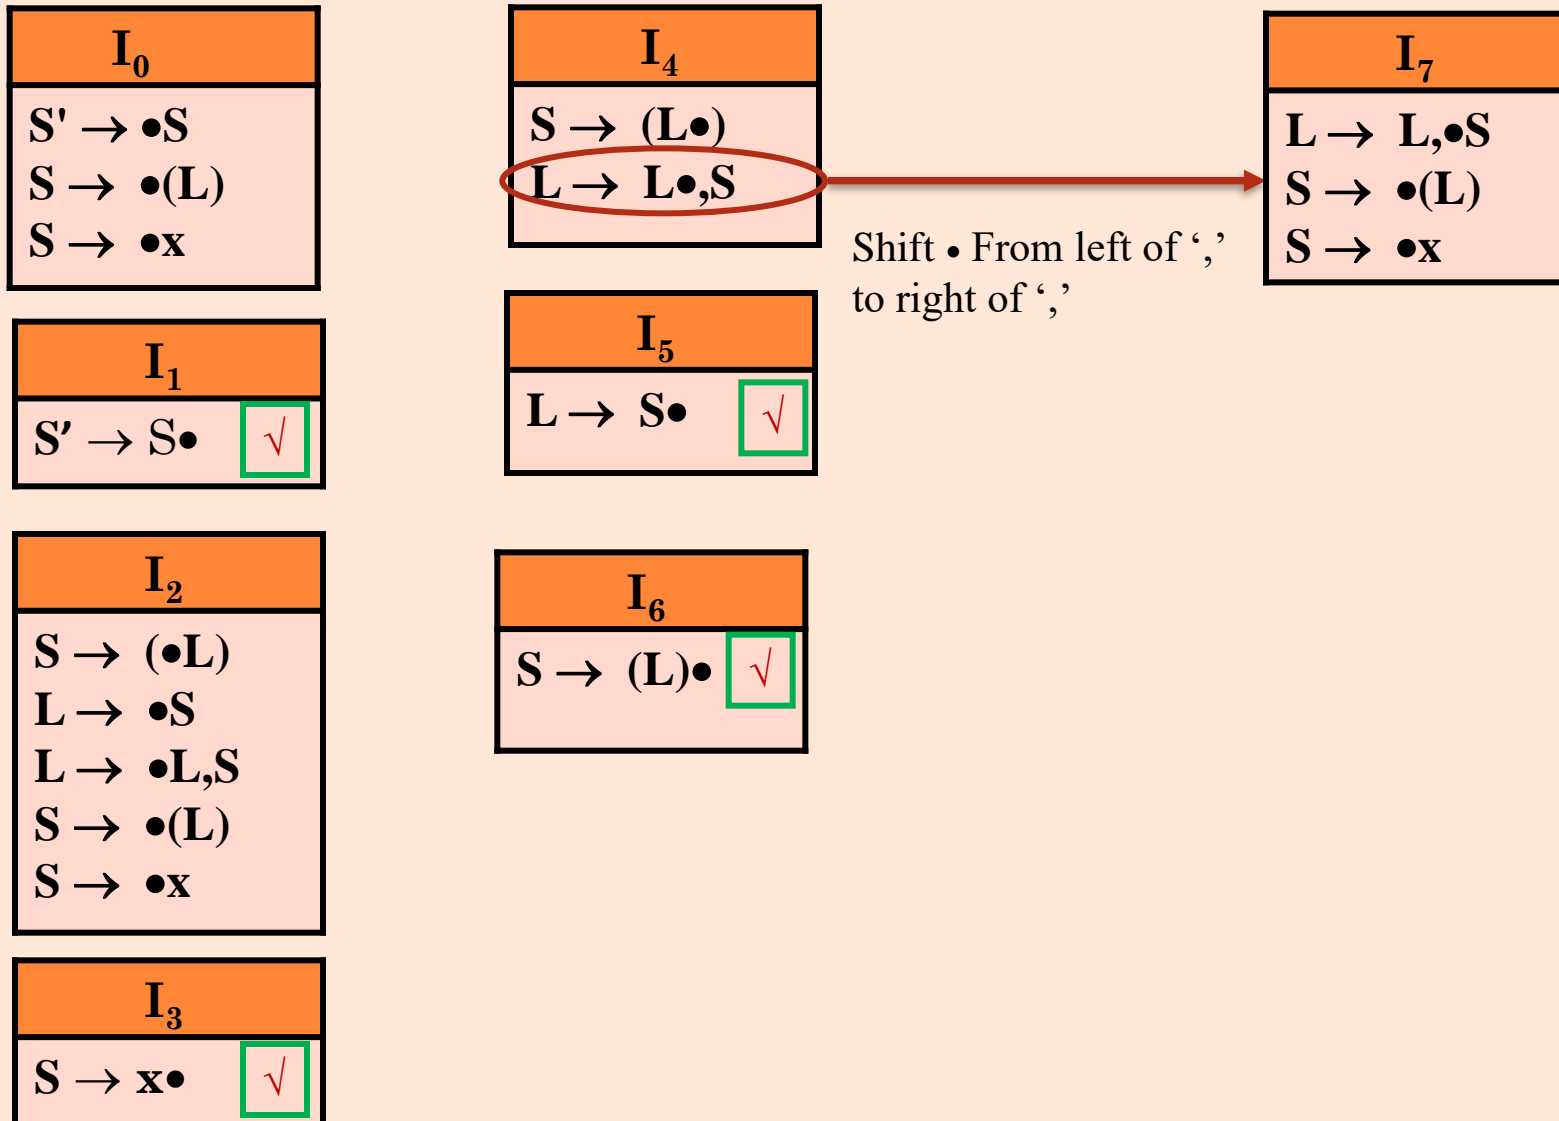 I₀
S' → •S
S → •(L)
S → •x
I₁
S' → S•
√
I₂
S → (•L)
L → •S
L → •L,S
S → •(L)
S → •x
I₃
S → x•
√
I₄
S → (L•)
L → L•,S
I₅
L → S•
√
I₆
S → (L)•
√
Shift • From left of ‘,’
to right of ‘,’
I₇
L → L,•S
S → •(L)
S → •x